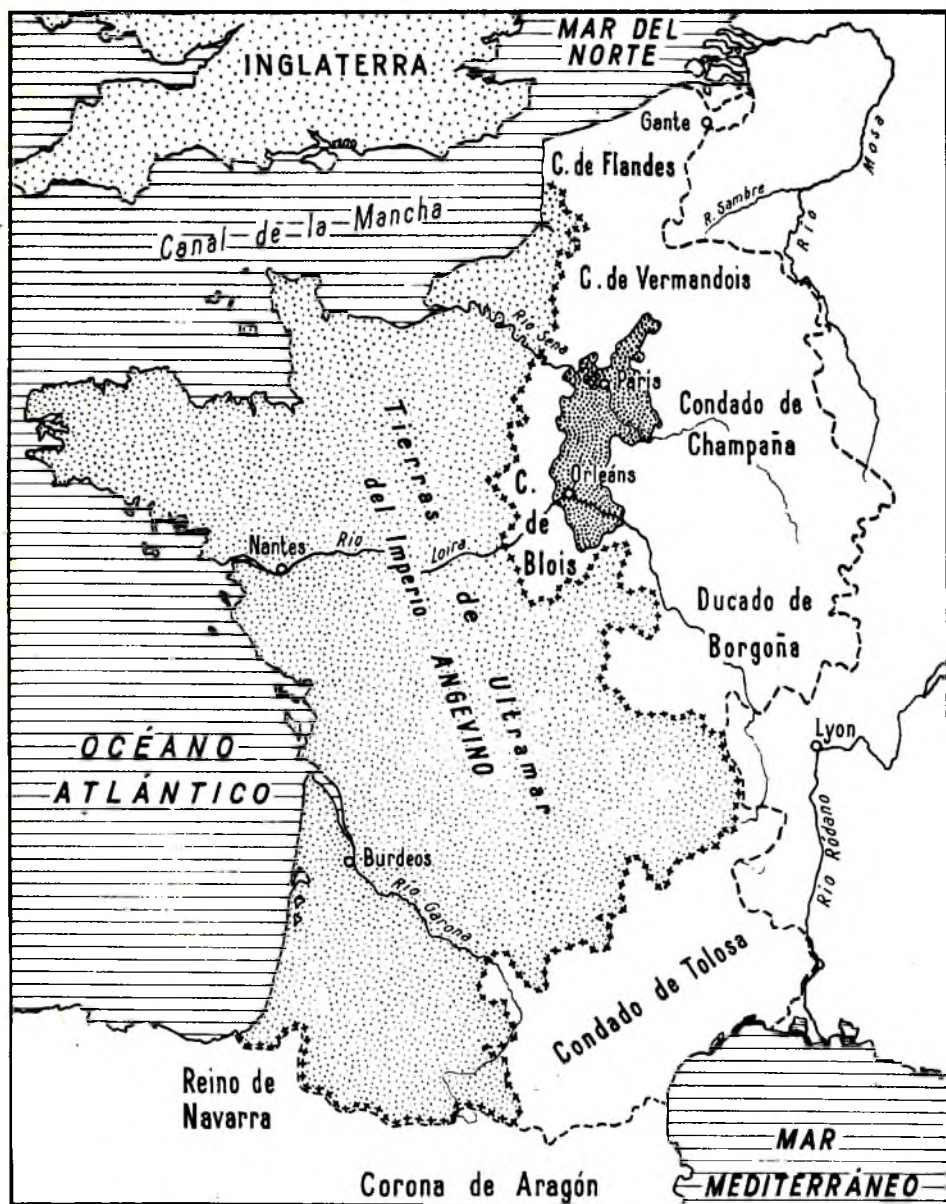 MAR DEL
NORTE
INGLATERRA
Gante
C. de Flandes
Mosa
R. Sambre
Río
Canal de la Mancha
C. de Vermandois
Río Sena
París
Condado de
Champaña
Orleáns
C.
de
Blois
Tierras de Ultramar
del Imperio ANGEVINO
Nantes
Río Loira
Ducado de
Borgoña
Lyon
OCÉANO
ATLÁNTICO
Burdeos
Río Garona
Río Ródano
Condado de Tolosa
Reino de
Navarra
MAR
MEDITERRÁNEO
Corona de Aragón